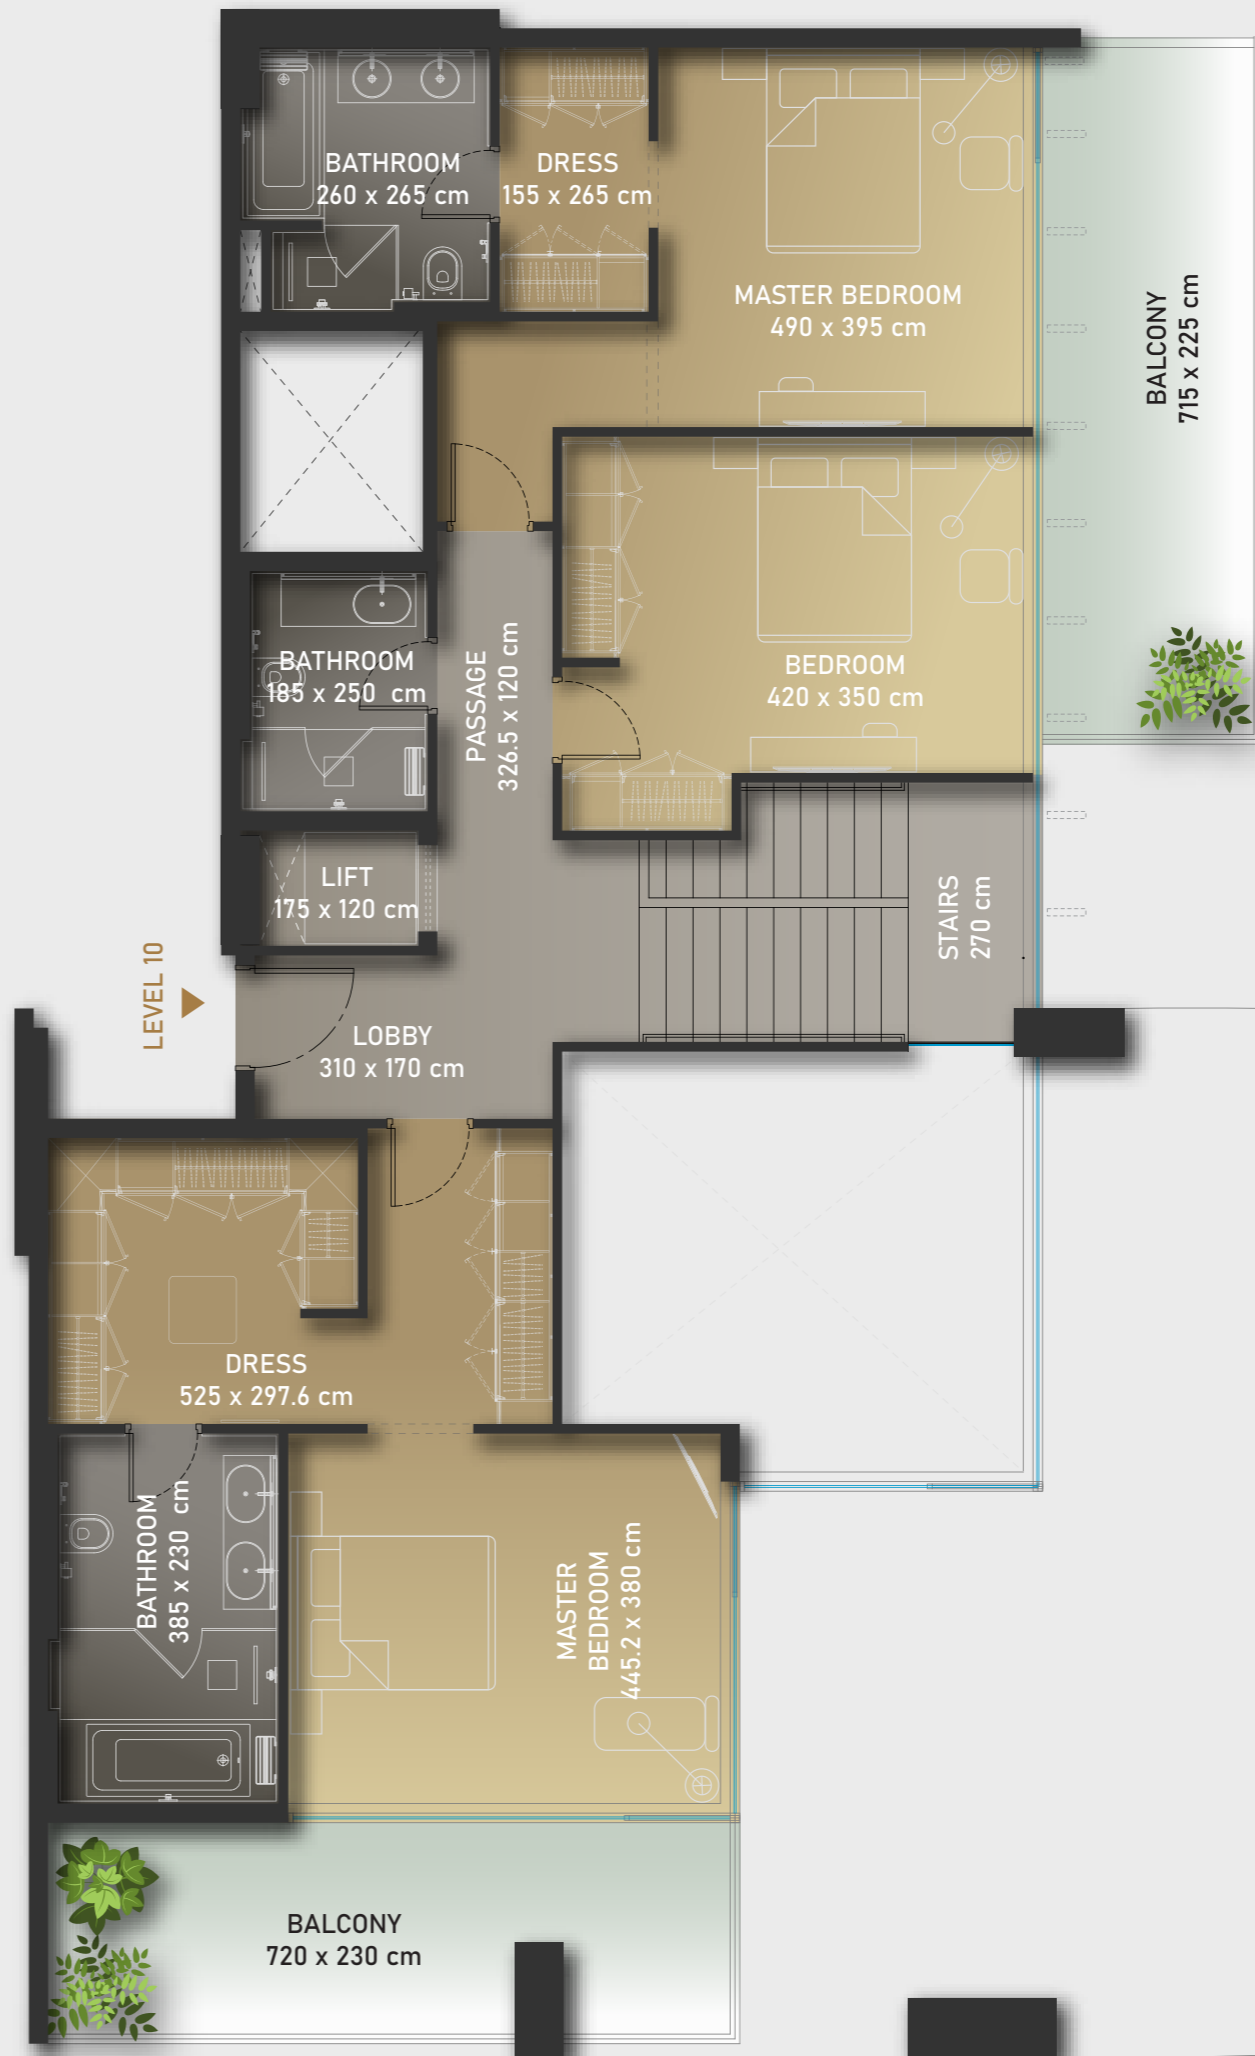 BATHROOM
260 x 265 cm
DRESS
155 x 265 cm
MASTER BEDROOM
490 x 395 cm
BALCONY
715 x 225 cm
BATHROOM
185 x 250 cm
PASSAGE
326.5 x 120 cm
BEDROOM
420 x 350 cm
LIFT
175 x 120 cm
STAIRS
270 cm
LEVEL 10
LOBBY
310 x 170 cm
DRESS
525 x 297.6 cm
BATHROOM
385 x 230 cm
MASTER
BEDROOM
445.2 x 380 cm
BALCONY
720 x 230 cm